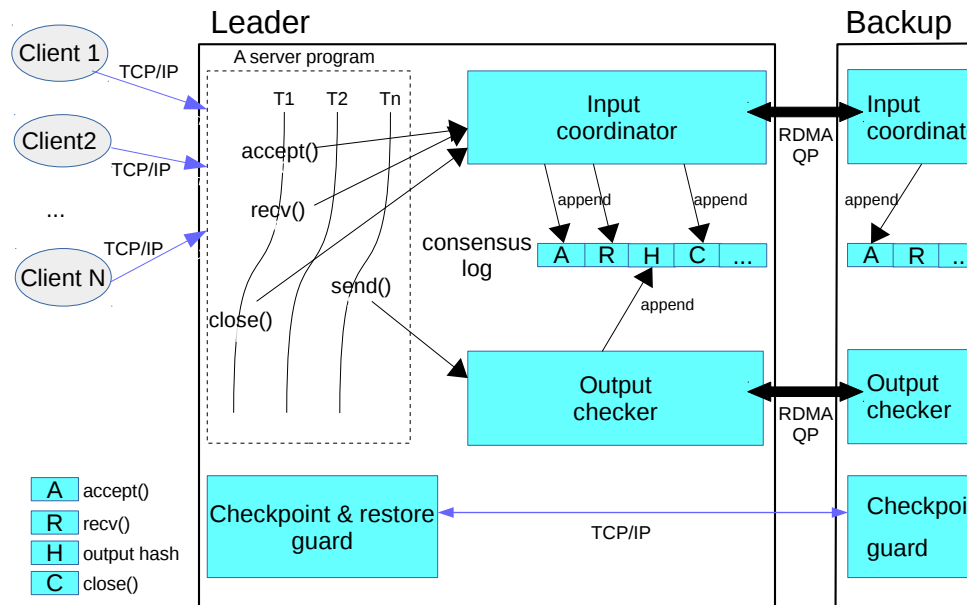 Leader
Backup
Client 1
TCP/IP
A server program
T1
T2
Tn
Input
coordinator
RDMA
QP
Input
coordinat
Client2
TCP/IP
accept()
recv()
append
append
append
...
TCP/IP
Client N
consensus
log
A
R
H
C
...
A
R
..
send()
close()
append
Output
checker
RDMA
QP
Output
checker
A
accept()
R
recv()
H
output hash
C
close()
Checkpoint & restore
guard
TCP/IP
Checkpoi
guard